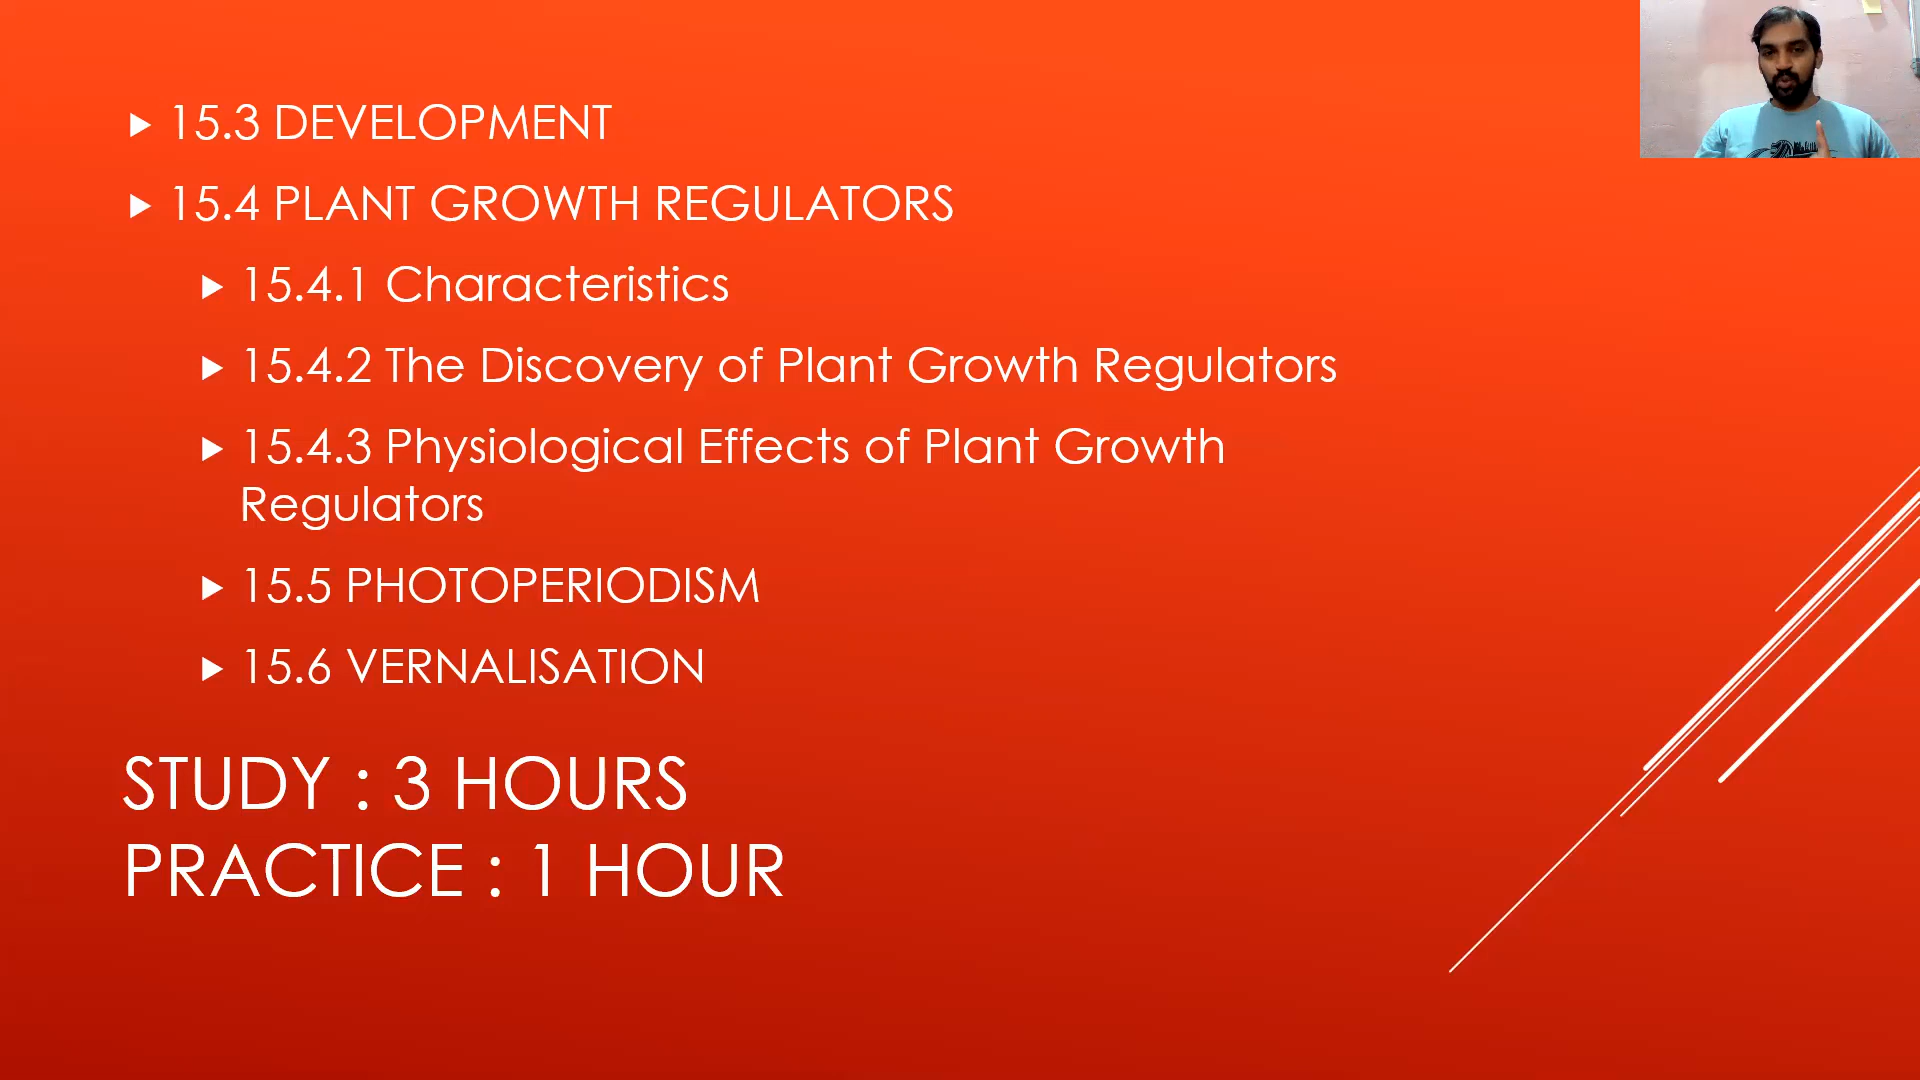 15.3 DEVELOPMENT
15.4 PLANT GROWTH REGULATORS
15.4.1 Characteristics
15.4.2 The Discovery of Plant Growth Regulators
15.4.3 Physiological Effects of Plant Growth
Regulators
15.5 PHOTOPERIODISM
15.6 VERNALISATION
STUDY : 3 HOURS
PRACTICE : 1 HOUR